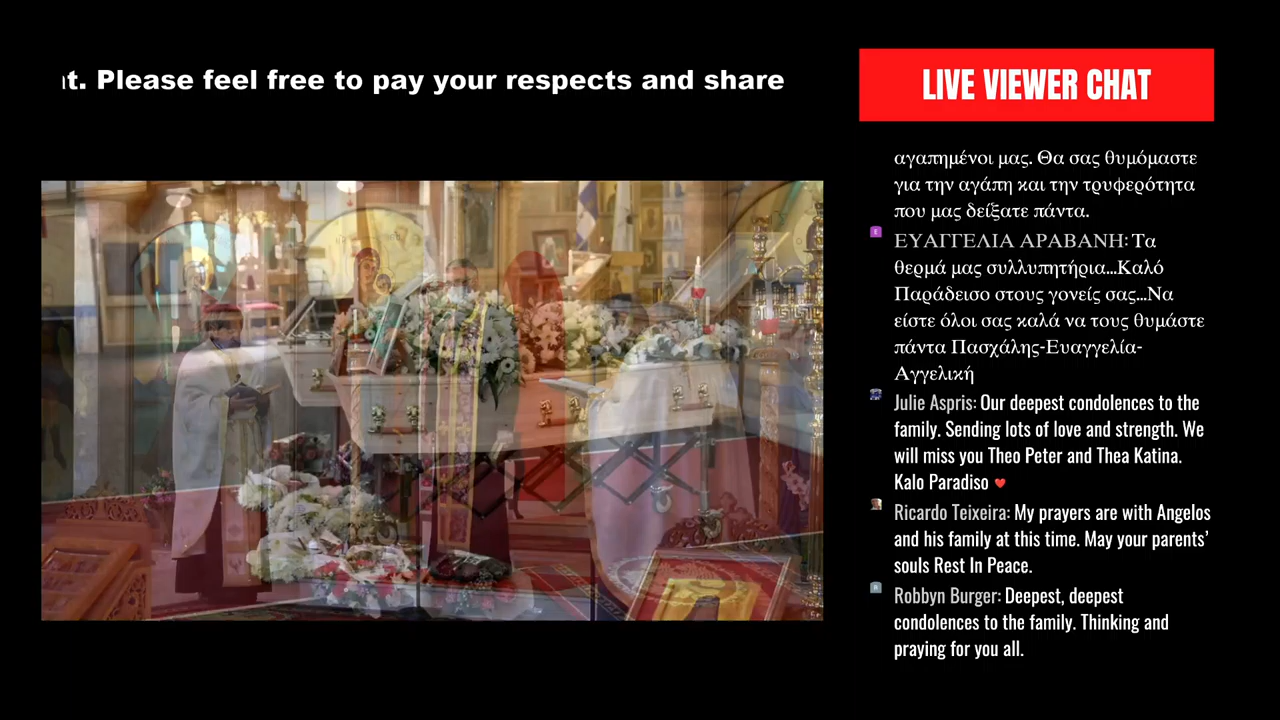 t. Please feel free to pay your respects and share
LIVE VIEWER CHAT
αγαπημένοι μας. Θα σας θυμόμαστε
για την αγάπη και την τρυφερότητα
που μας δείξατε πάντα.
E
ΕΥΑΓΓΕΛΙΑ ΑΡΑΒΑΝΗ: Τα
θερμά μας συλλυπητήρια...Καλό
Παράδεισο στους γονείς σας...Να
είστε όλοι σας καλά να τους θυμάστε
πάντα Πασχάλης-Ευαγγελία-
Αγγελική
Julie Aspris: Our deepest condolences to the
family. Sending lots of love and strength. We
will miss you Theo Peter and Thea Katina.
Kalo Paradiso ❤
Ricardo Teixeira: My prayers are with Angelos
and his family at this time. May your parents’
souls Rest In Peace.
R
Robbyn Burger: Deepest, deepest
condolences to the family. Thinking and
praying for you all.